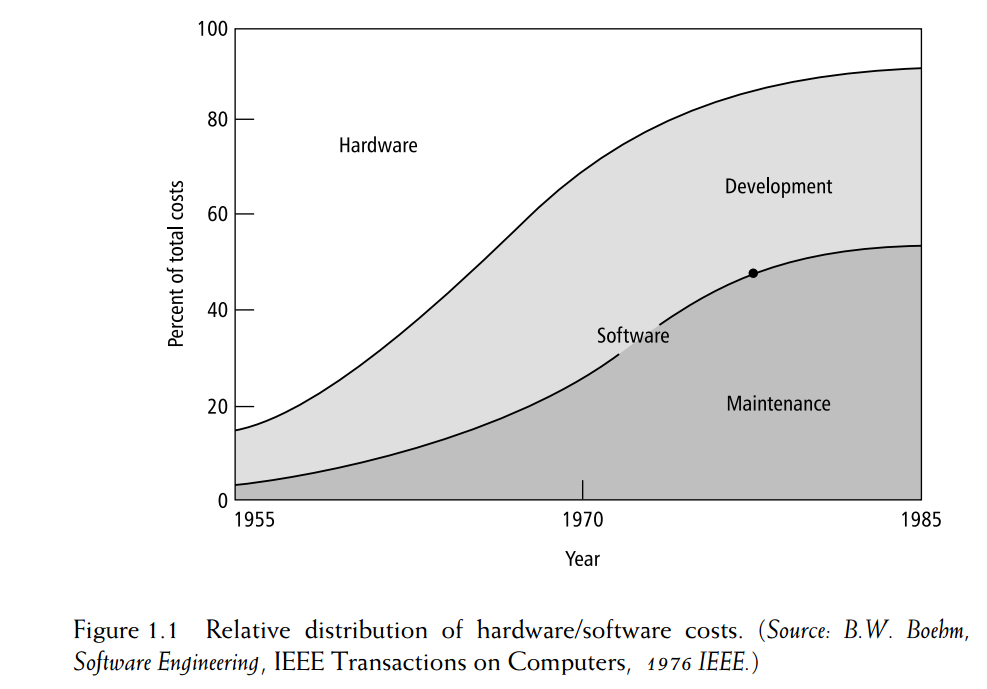 100
80
60
40
20
0
Percent of total costs
Hardware
Development
Software
Maintenance
1955
1970
1985
Year
Figure 1.1 Relative distribution of hardware/software costs. (Source: B.W. Boehm,
Software Engineering, IEEE Transactions on Computers, 1976 IEEE.)